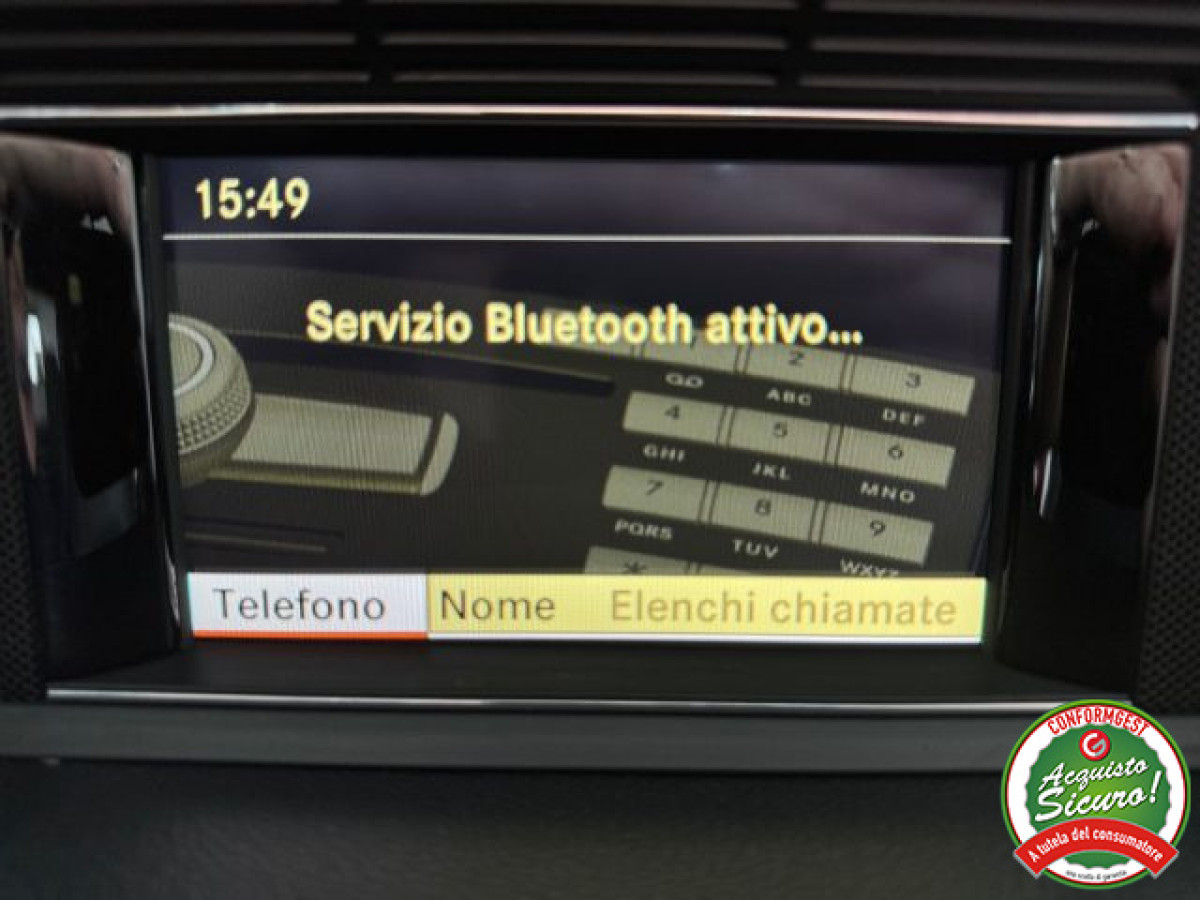 15:49
Servizio Bluetooth attivo...
1 2 3
GO ABC DEF
4 5 6
GHI JKL MNO
7 8 9
PQRS TUV WXYZ
*
Telefono Nome Elenchi chiamate
CONFORMGEST
G
Acquisto
Sicuro!
A tutela del consumatore